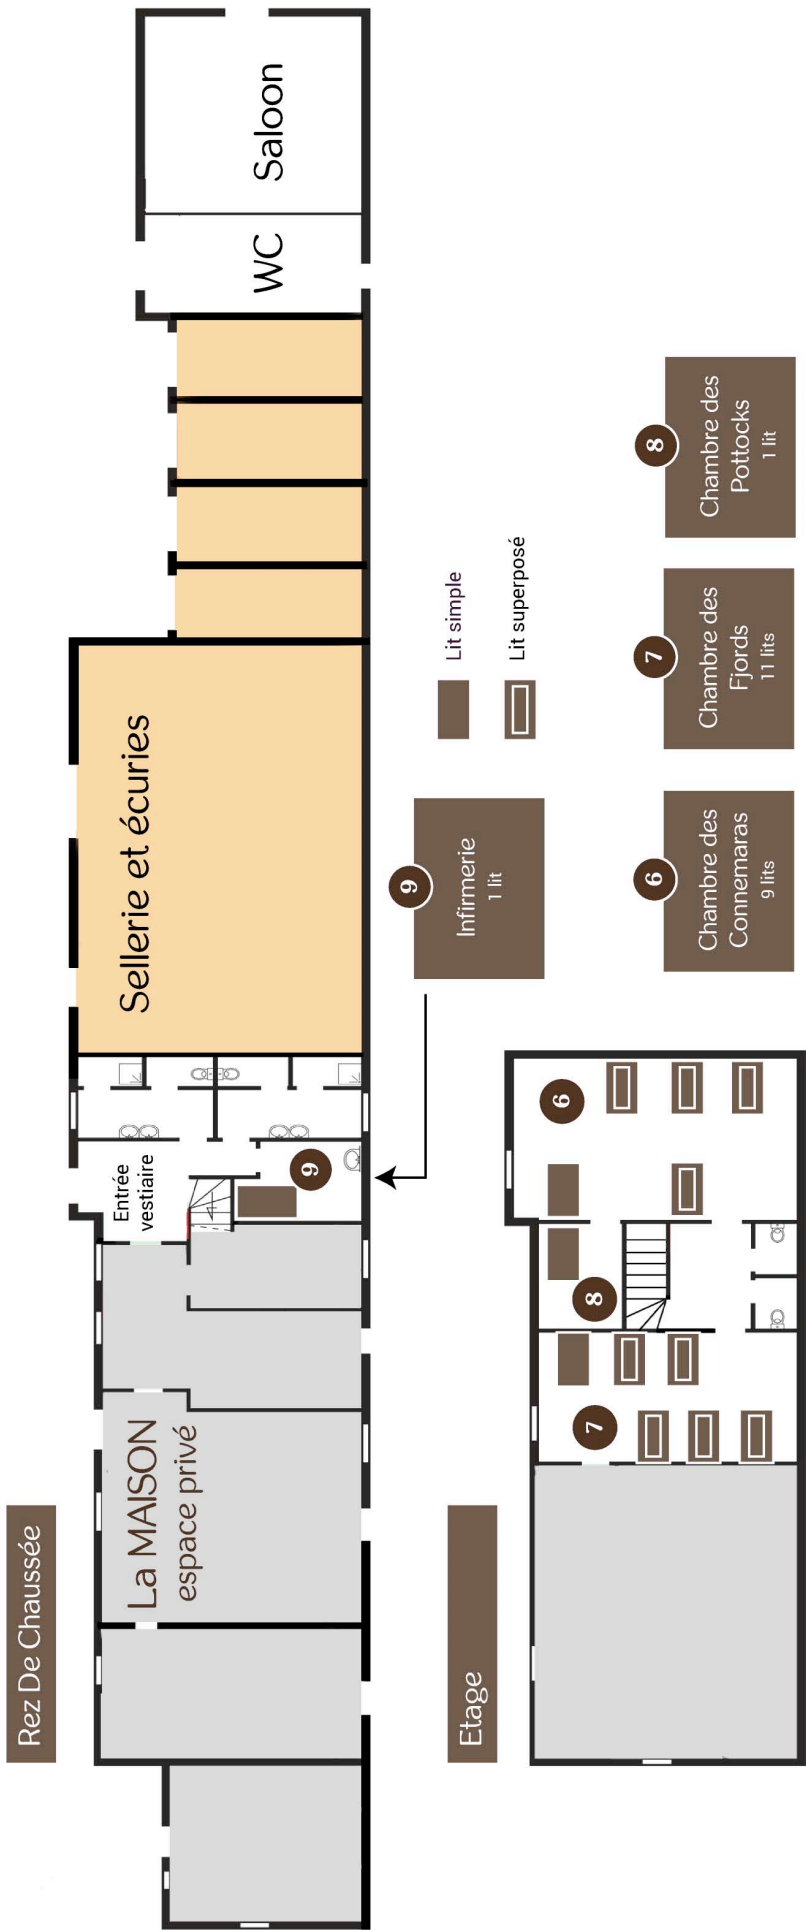 Rez De Chaussée
La MAISON
espace privé
Entrée
vestiaire
9
Sellerie et écuries
WC
Saloon
9
Infirmerie
1 lit
Lit simple
Lit superposé
Etage
7
8
6
6
Chambre des
Connemaras
9 lits
7
Chambre des
Fjords
11 lits
8
Chambre des
Pottocks
1 lit